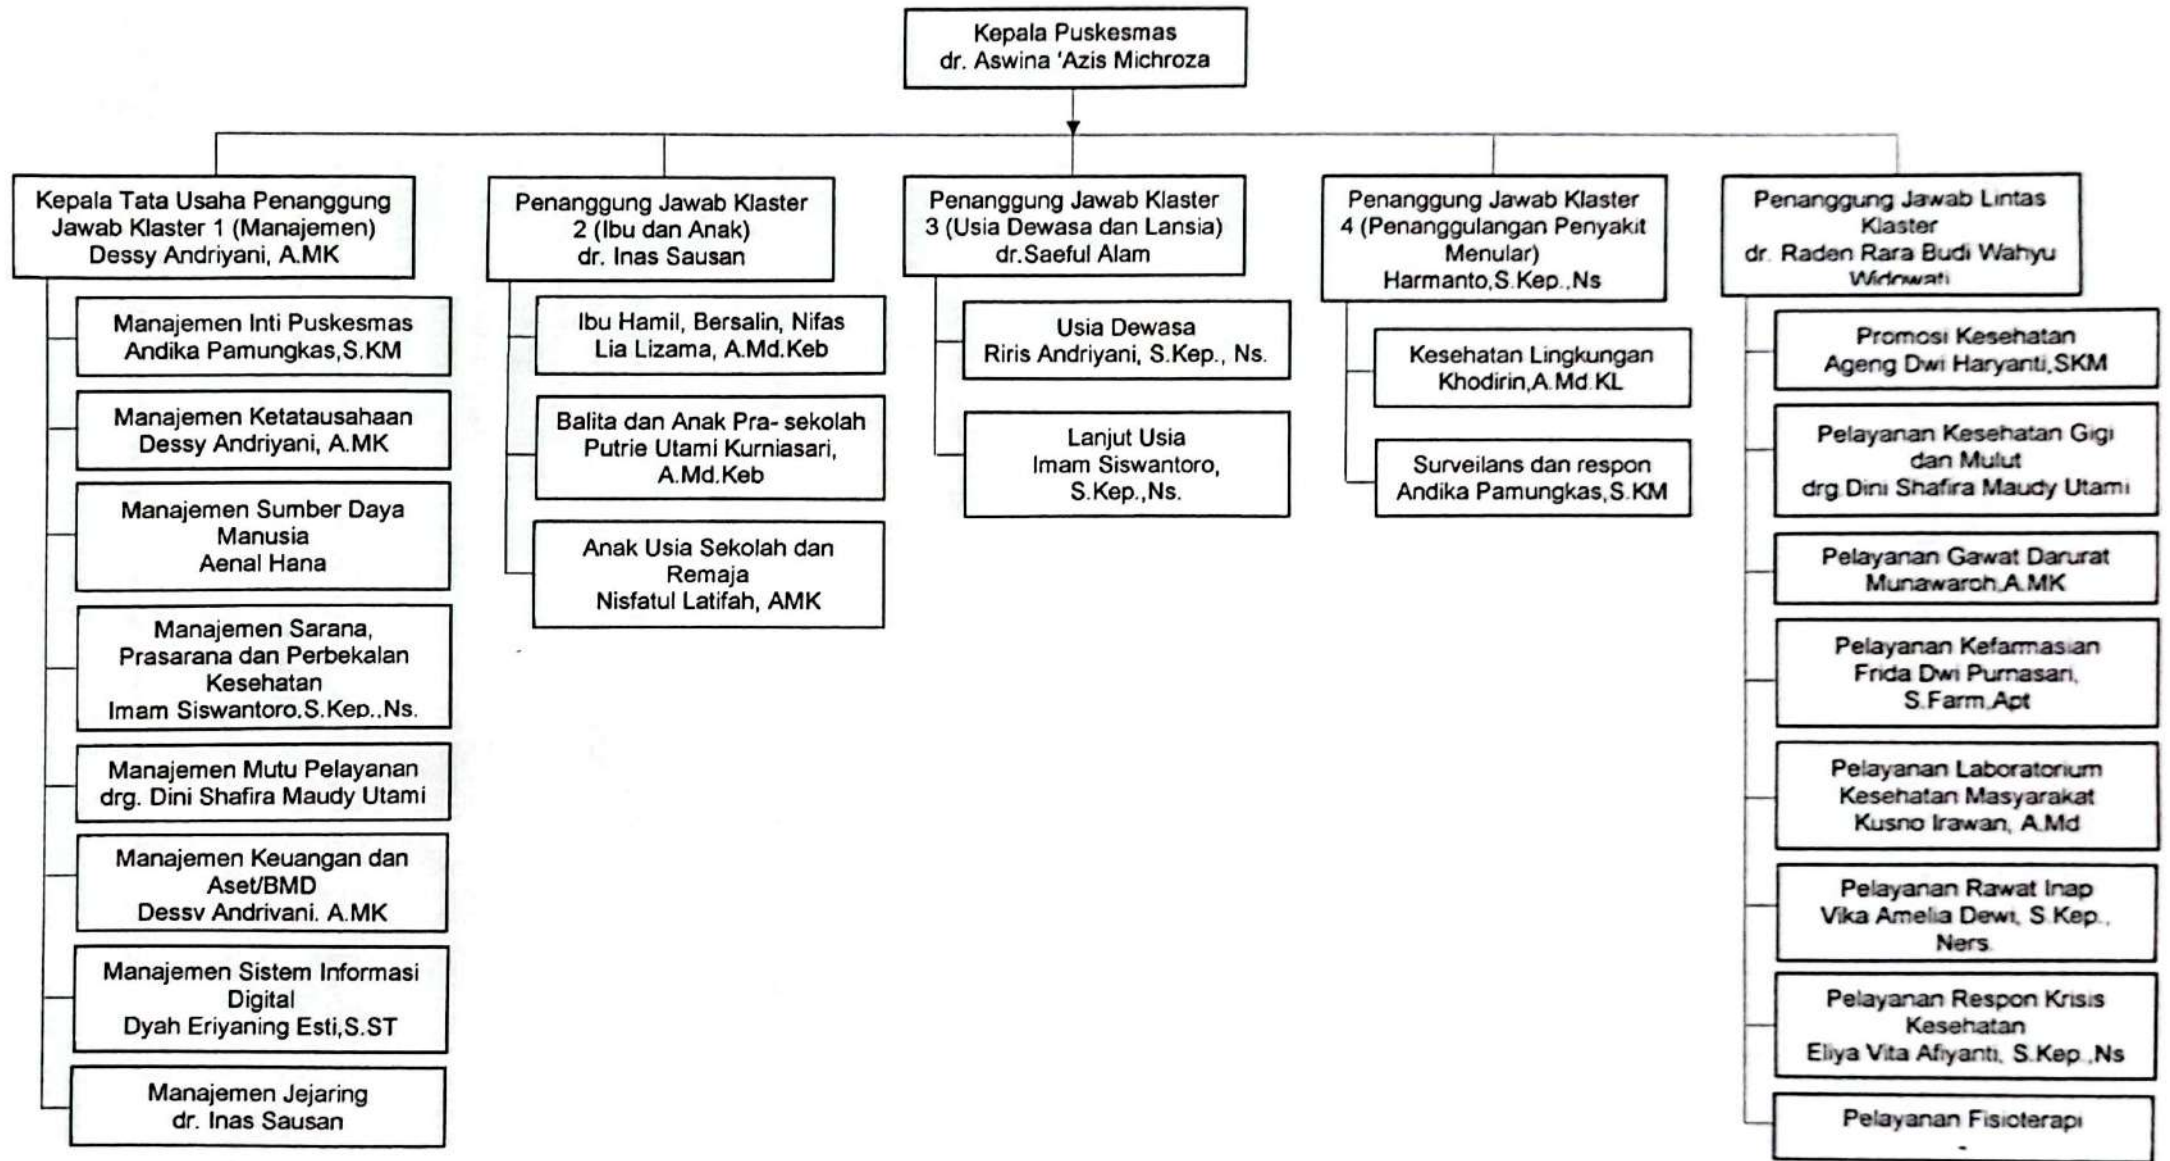 Kepala Puskesmas
dr. Aswina 'Azis Michroza
Kepala Tata Usaha Penanggung
Jawab Klaster 1 (Manajemen)
Dessy Andriyani, A.MK
Manajemen Inti Puskesmas
Andika Pamungkas,S.KM
Manajemen Ketatausahaan
Dessy Andriyani, A.MK
Manajemen Sumber Daya
Manusia
Aenal Hana
Manajemen Sarana,
Prasarana dan Perbekalan
Kesehatan
Imam Siswantoro,S.Kep.,Ns.
Manajemen Mutu Pelayanan
drg. Dini Shafira Maudy Utami
Manajemen Keuangan dan
Aset/BMD
Dessy Andriyani, A.MK
Manajemen Sistem Informasi
Digital
Dyah Eriyaning Esti,S.ST
Manajemen Jejaring
dr. Inas Sausan
Penanggung Jawab Klaster
2 (Ibu dan Anak)
dr. Inas Sausan
Ibu Hamil, Bersalin, Nifas
Lia Lizama, A.Md.Keb
Balita dan Anak Pra- sekolah
Putrie Utami Kurniasari,
A.Md.Keb
Anak Usia Sekolah dan
Remaja
Nisfatul Latifah, AMK
Penanggung Jawab Klaster
3 (Usia Dewasa dan Lansia)
dr.Saeful Alam
Usia Dewasa
Riris Andriyani, S.Kep., Ns.
Lanjut Usia
Imam Siswantoro,
S.Kep.,Ns.
Penanggung Jawab Klaster
4 (Penanggulangan Penyakit
Menular)
Harmanto,S.Kep.,Ns
Kesehatan Lingkungan
Khodirin,A.Md.KL
Surveilans dan respon
Andika Pamungkas,S.KM
Penanggung Jawab Lintas
Klaster
dr. Raden Rara Budi Wahyu
Widowati
Promosi Kesehatan
Ageng Dwi Haryanti,SKM
Pelayanan Kesehatan Gigi
dan Mulut
drg.Dini Shafira Maudy Utami
Pelayanan Gawat Darurat
Munawaroh,A.MK
Pelayanan Kefarmasian
Frida Dwi Purnasari,
S.Farm,Apt
Pelayanan Laboratorium
Kesehatan Masyarakat
Kusno Irawan, A.Md
Pelayanan Rawat Inap
Vika Amelia Dewi, S.Kep.,
Ners.
Pelayanan Respon Krisis
Kesehatan
Eliya Vita Afiyanti, S.Kep.,Ns
Pelayanan Fisioterapi
-